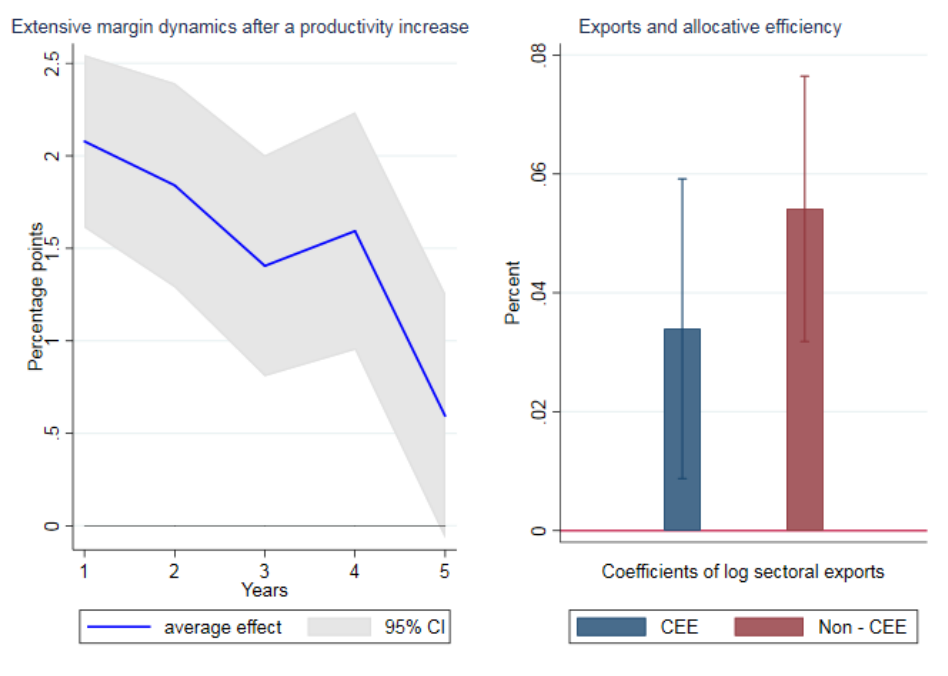 Extensive margin dynamics after a productivity increase
Percentage points
2.5
2
1.5
1
.5
0
1 2 3 4 5
Years
average effect 95% CI
Exports and allocative efficiency
Percent
.08
.06
.04
.02
0
Coefficients of log sectoral exports
CEE Non - CEE